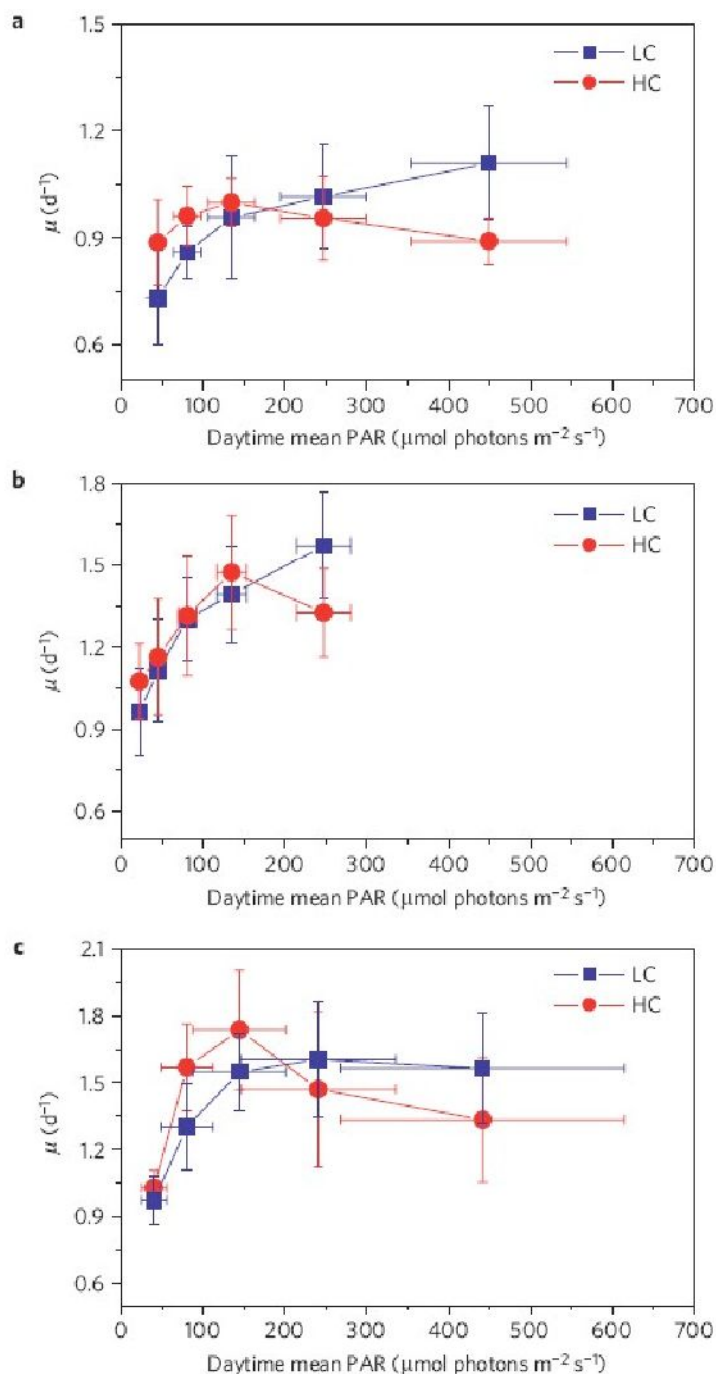 a
1.5
1.2
0.9
0.6
μ (d⁻¹)
LC
HC
0 100 200 300 400 500 600 700
Daytime mean PAR (μmol photons m⁻² s⁻¹)
b
1.8
1.5
1.2
0.9
0.6
μ (d⁻¹)
LC
HC
0 100 200 300 400 500 600 700
Daytime mean PAR (μmol photons m⁻² s⁻¹)
c
2.1
1.8
1.5
1.2
0.9
0.6
μ (d⁻¹)
LC
HC
0 100 200 300 400 500 600 700
Daytime mean PAR (μmol photons m⁻² s⁻¹)